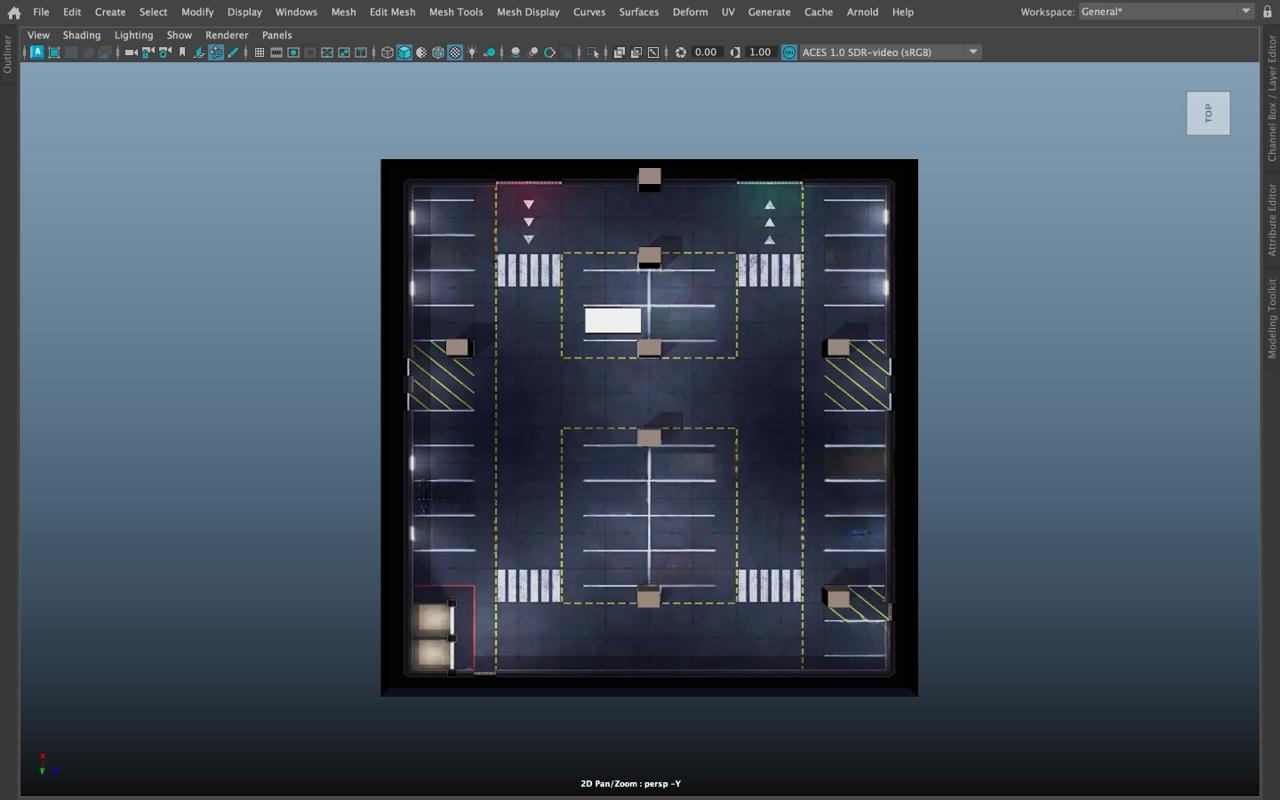 File Edit Create Select Modify Display Windows Mesh Edit Mesh Mesh Tools Mesh Display Curves Surfaces Deform UV Generate Cache Arnold Help Workspace: General*
View Shading Lighting Show Renderer Panels
A 0.00 1.00 ON ACES 1.0 SDR-video (sRGB)
Outliner
Channel Box / Layer Editor
Attribute Editor
Modeling Toolkit
TOP
x
Y z
2D Pan/Zoom : persp -Y